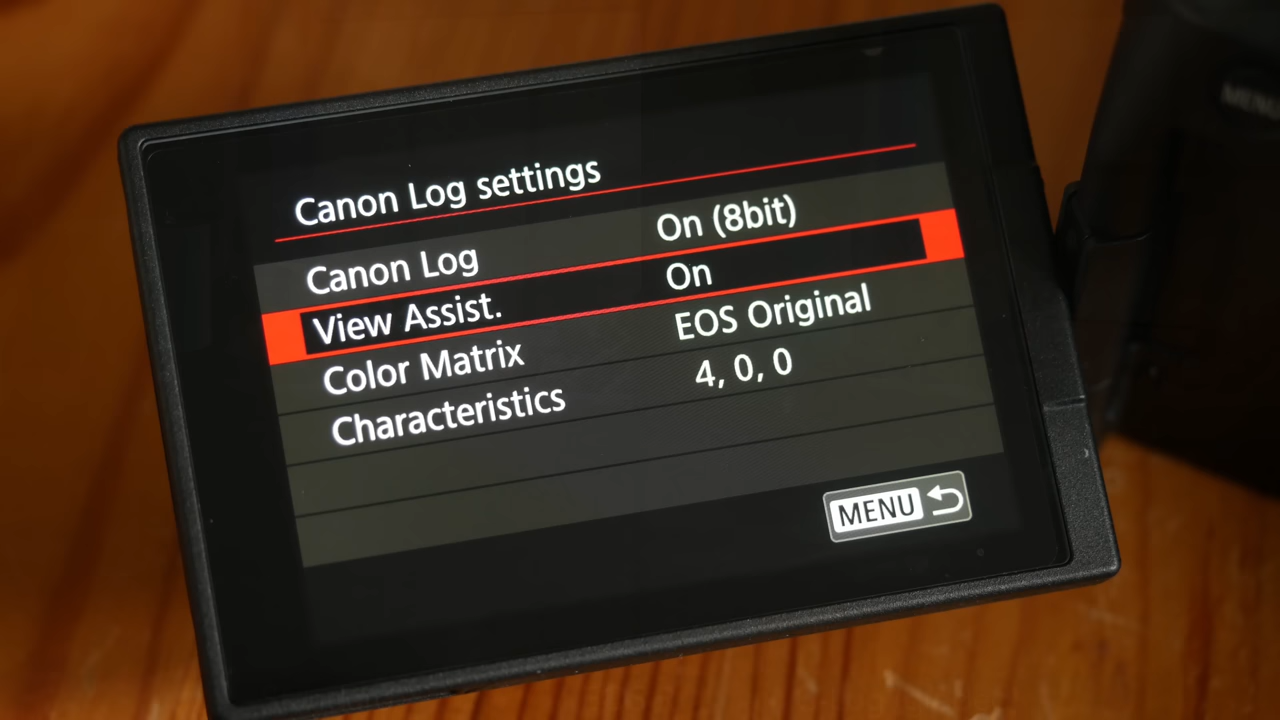 Canon Log settings
Canon Log On (8bit)
View Assist. On
Color Matrix EOS Original
Characteristics 4, 0, 0
MENU
MENU